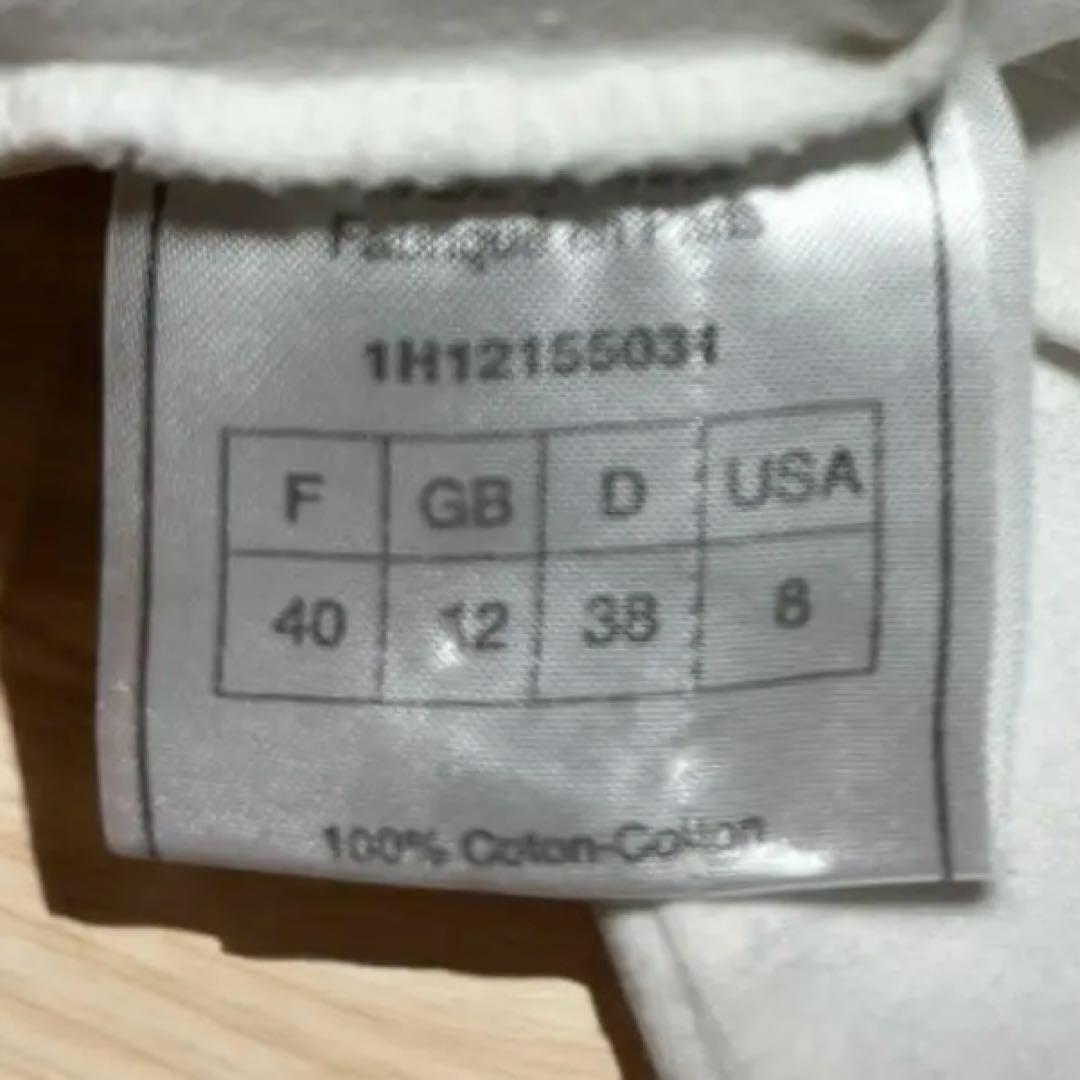 1H12155031
F GB D USA
40 12 38 8
100% Coton-Cotton